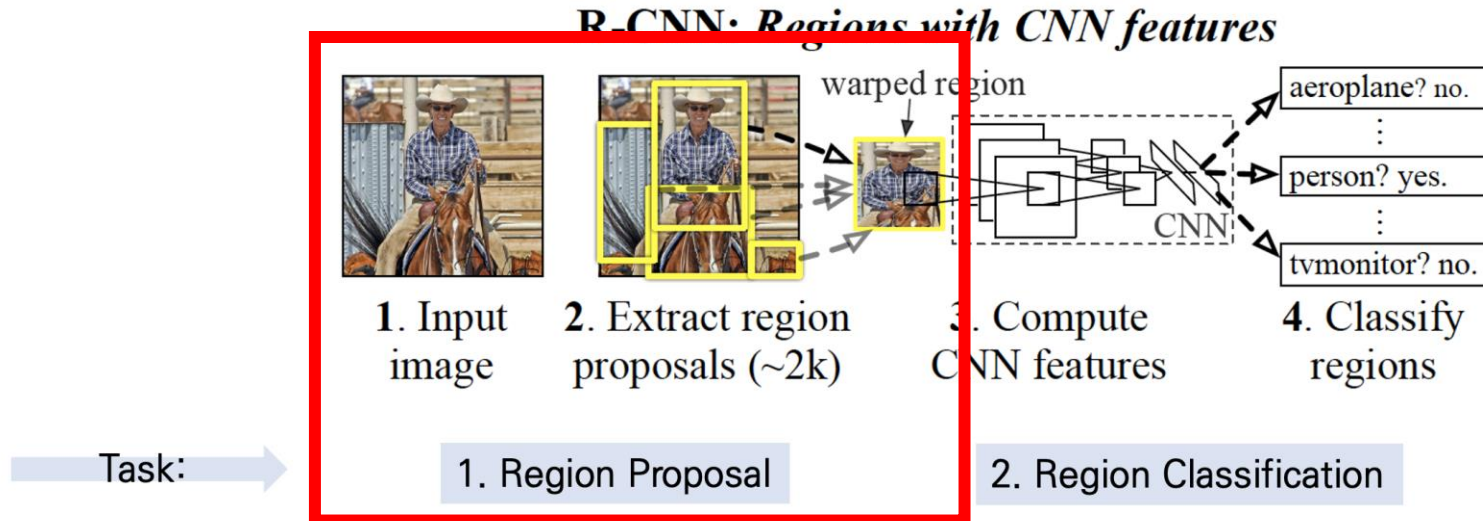 R-CNN: Regions with CNN features
warped region
aeroplane? no.
⋮
person? yes.
⋮
CNN
tvmonitor? no.
1. Input
image
2. Extract region
proposals (~2k)
3. Compute
CNN features
4. Classify
regions
Task:
1. Region Proposal
2. Region Classification